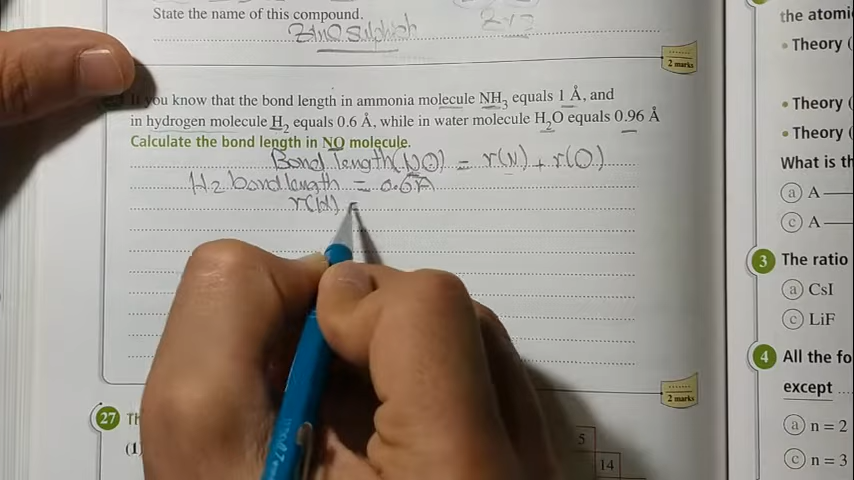 State the name of this compound.
2 marks
If you know that the bond length in ammonia molecule NH3 equals 1 Å, and
in hydrogen molecule H2 equals 0.6 Å, while in water molecule H2O equals 0.96 Å
Calculate the bond length in NO molecule.
Bond length(NO) = r(N) + r(O)
H2 bond length = 0.6 Å
r(H) =
2 marks
27 Th
(1)
5
14
the atomi
• Theory (
• Theory (
• Theory (
What is th
a A
c A
3 The ratio
a CsI
c LiF
4 All the fo
except
a n = 2
c n = 3